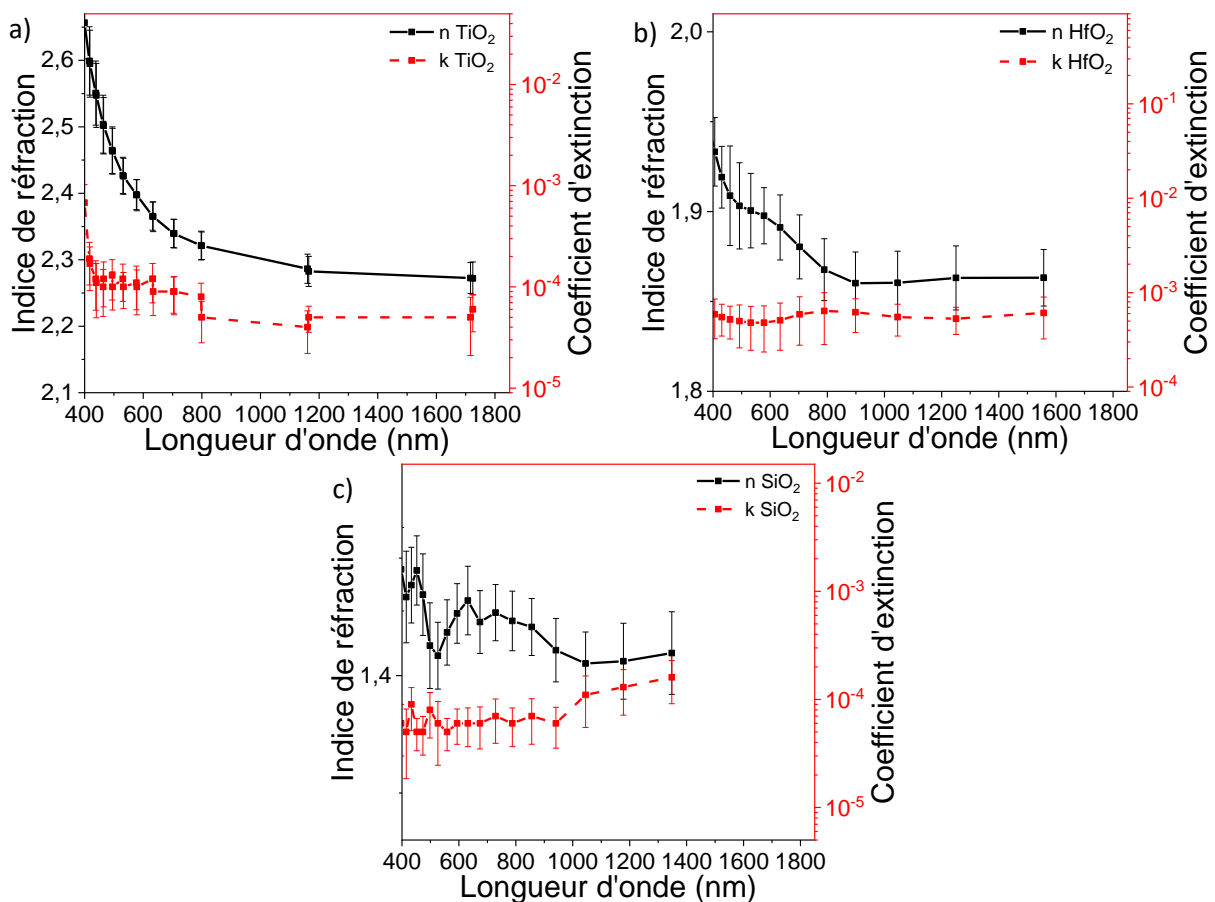 a)
n TiO₂
k TiO₂
Indice de réfraction
2,6
2,5
2,4
2,3
2,2
2,1
10⁻²
10⁻³
10⁻⁴
10⁻⁵
Coefficient d'extinction
400 600 800 1000 1200 1400 1600 1800
Longueur d'onde (nm)
b)
n HfO₂
k HfO₂
Indice de réfraction
2,0
1,9
1,8
10⁻¹
10⁻²
10⁻³
10⁻⁴
Coefficient d'extinction
400 600 800 1000 1200 1400 1600 1800
Longueur d'onde (nm)
c)
n SiO₂
k SiO₂
Indice de réfraction
1,4
10⁻²
10⁻³
10⁻⁴
10⁻⁵
Coefficient d'extinction
400 600 800 1000 1200 1400 1600 1800
Longueur d'onde (nm)